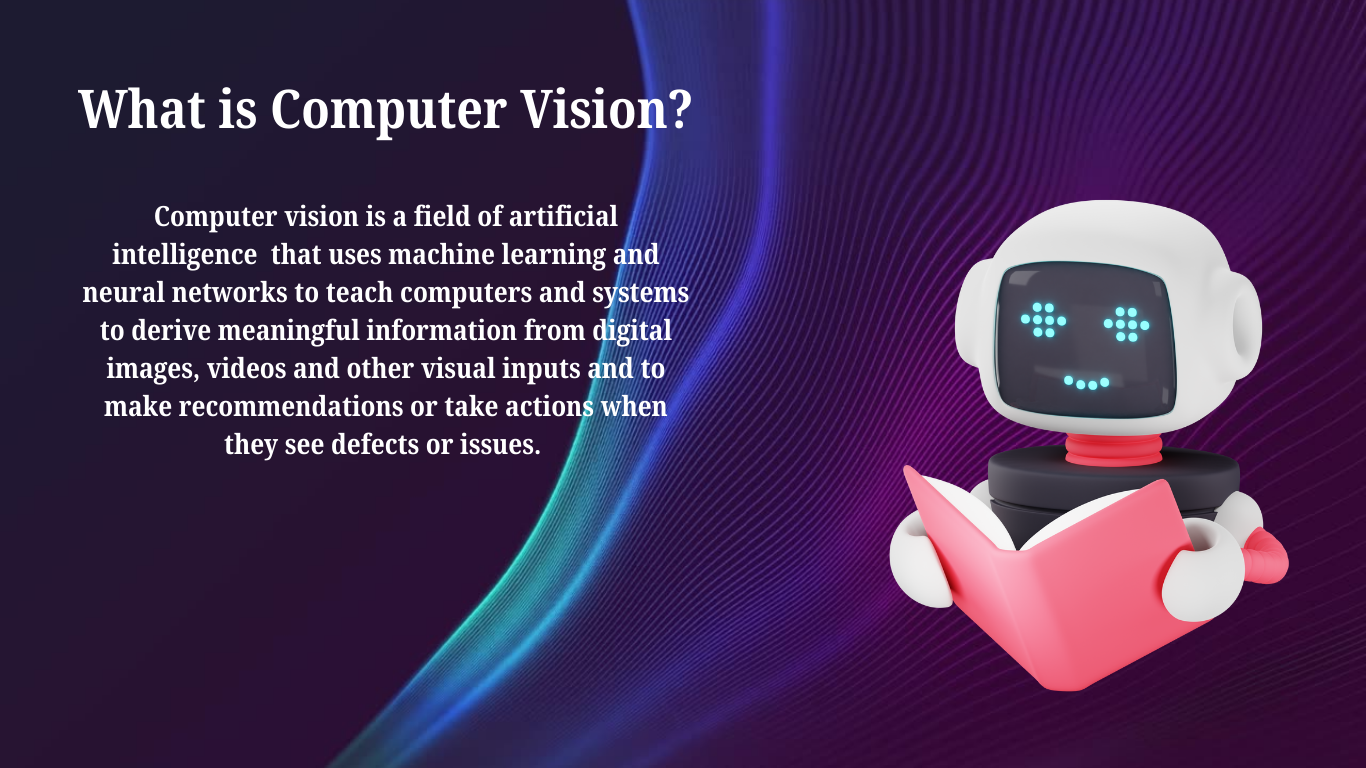 What is Computer Vision?
Computer vision is a field of artificial
intelligence  that uses machine learning and
neural networks to teach computers and systems
to derive meaningful information from digital
images, videos and other visual inputs and to
make recommendations or take actions when
they see defects or issues.